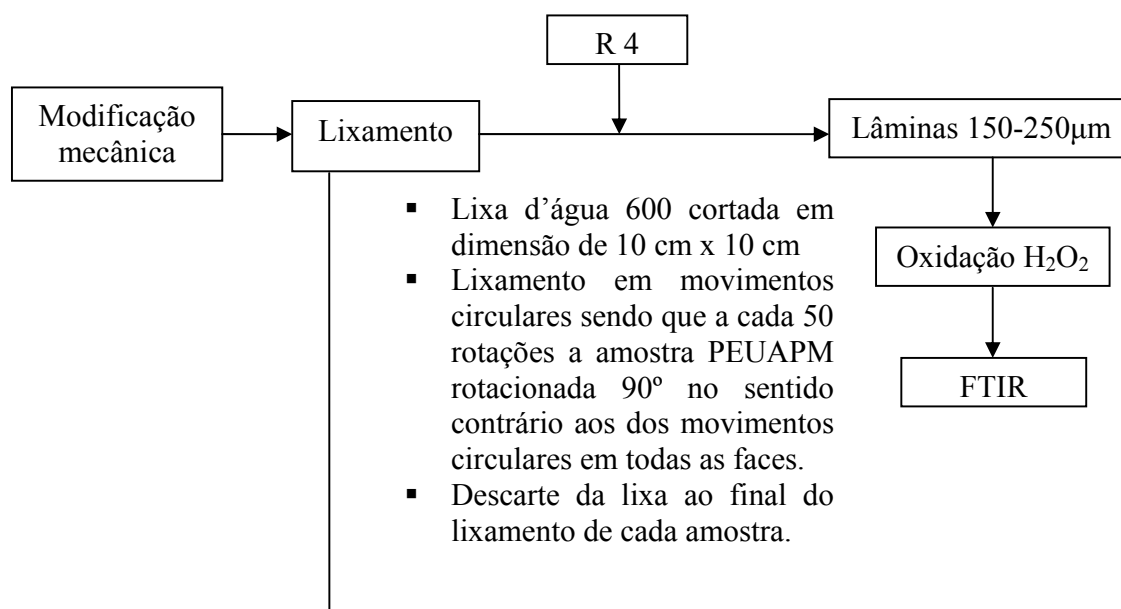 R 4
Modificação
mecânica
Lixamento
Lâminas 150-250μm
▪ Lixa d’água 600 cortada em
dimensão de 10 cm x 10 cm
▪ Lixamento em movimentos
circulares sendo que a cada 50
rotações a amostra PEUAPM
rotacionada 90º no sentido
contrário aos dos movimentos
circulares em todas as faces.
▪ Descarte da lixa ao final do
lixamento de cada amostra.
Oxidação H₂O₂
FTIR